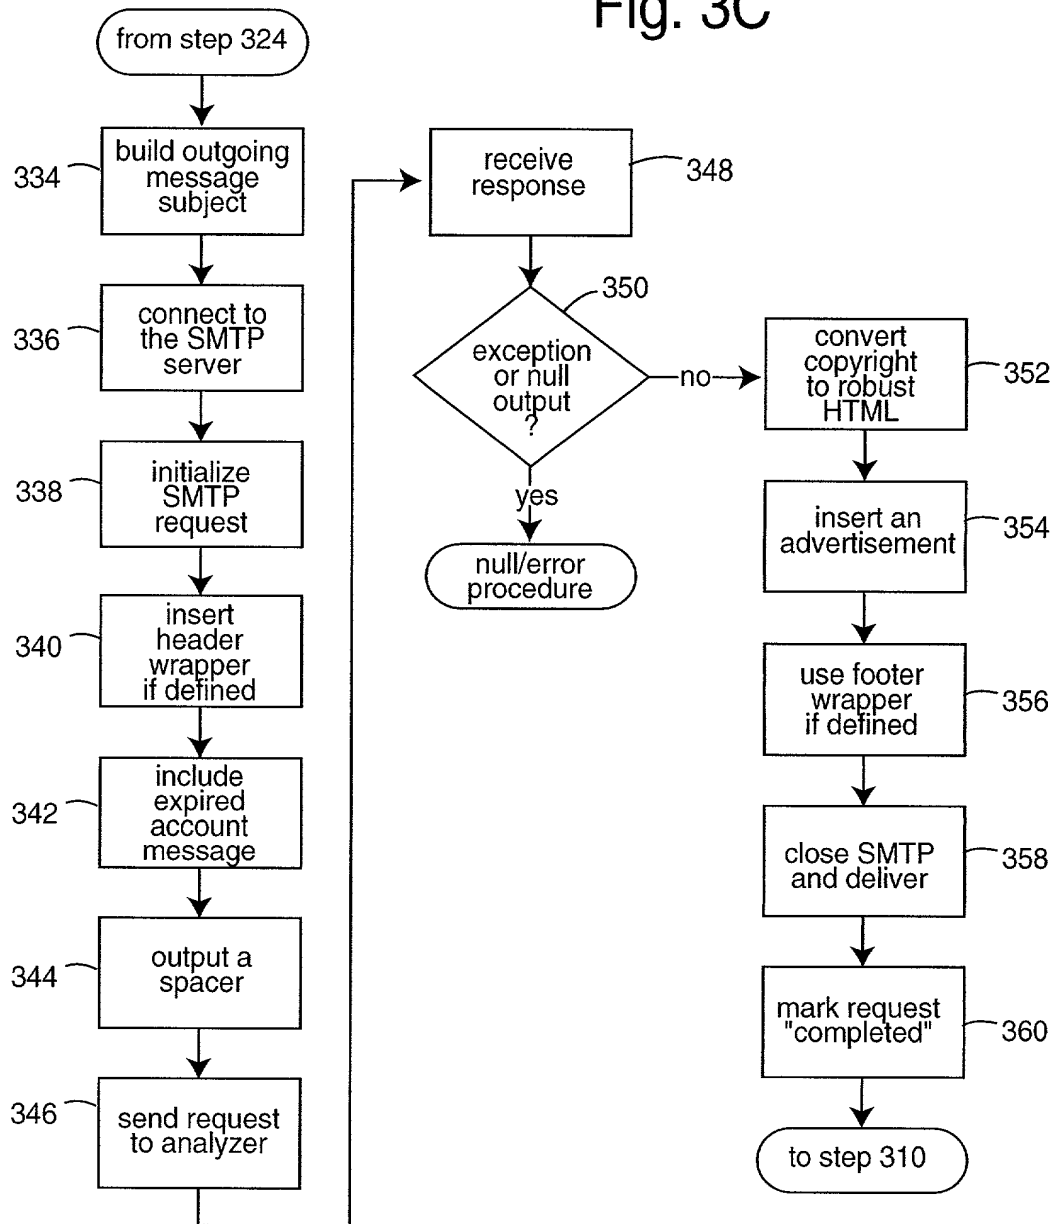 Fig. 3C
from step 324
334
build outgoing
message
subject
336
connect to
the SMTP
server
338
initialize
SMTP
request
340
insert
header
wrapper
if defined
342
include
expired
account
message
344
output a
spacer
346
send request
to analyzer
receive
response
348
350
exception
or null
output
?
no
yes
null/error
procedure
convert
copyright
to robust
HTML
352
insert an
advertisement
354
use footer
wrapper
if defined
356
close SMTP
and deliver
358
mark request
"completed"
360
to step 310